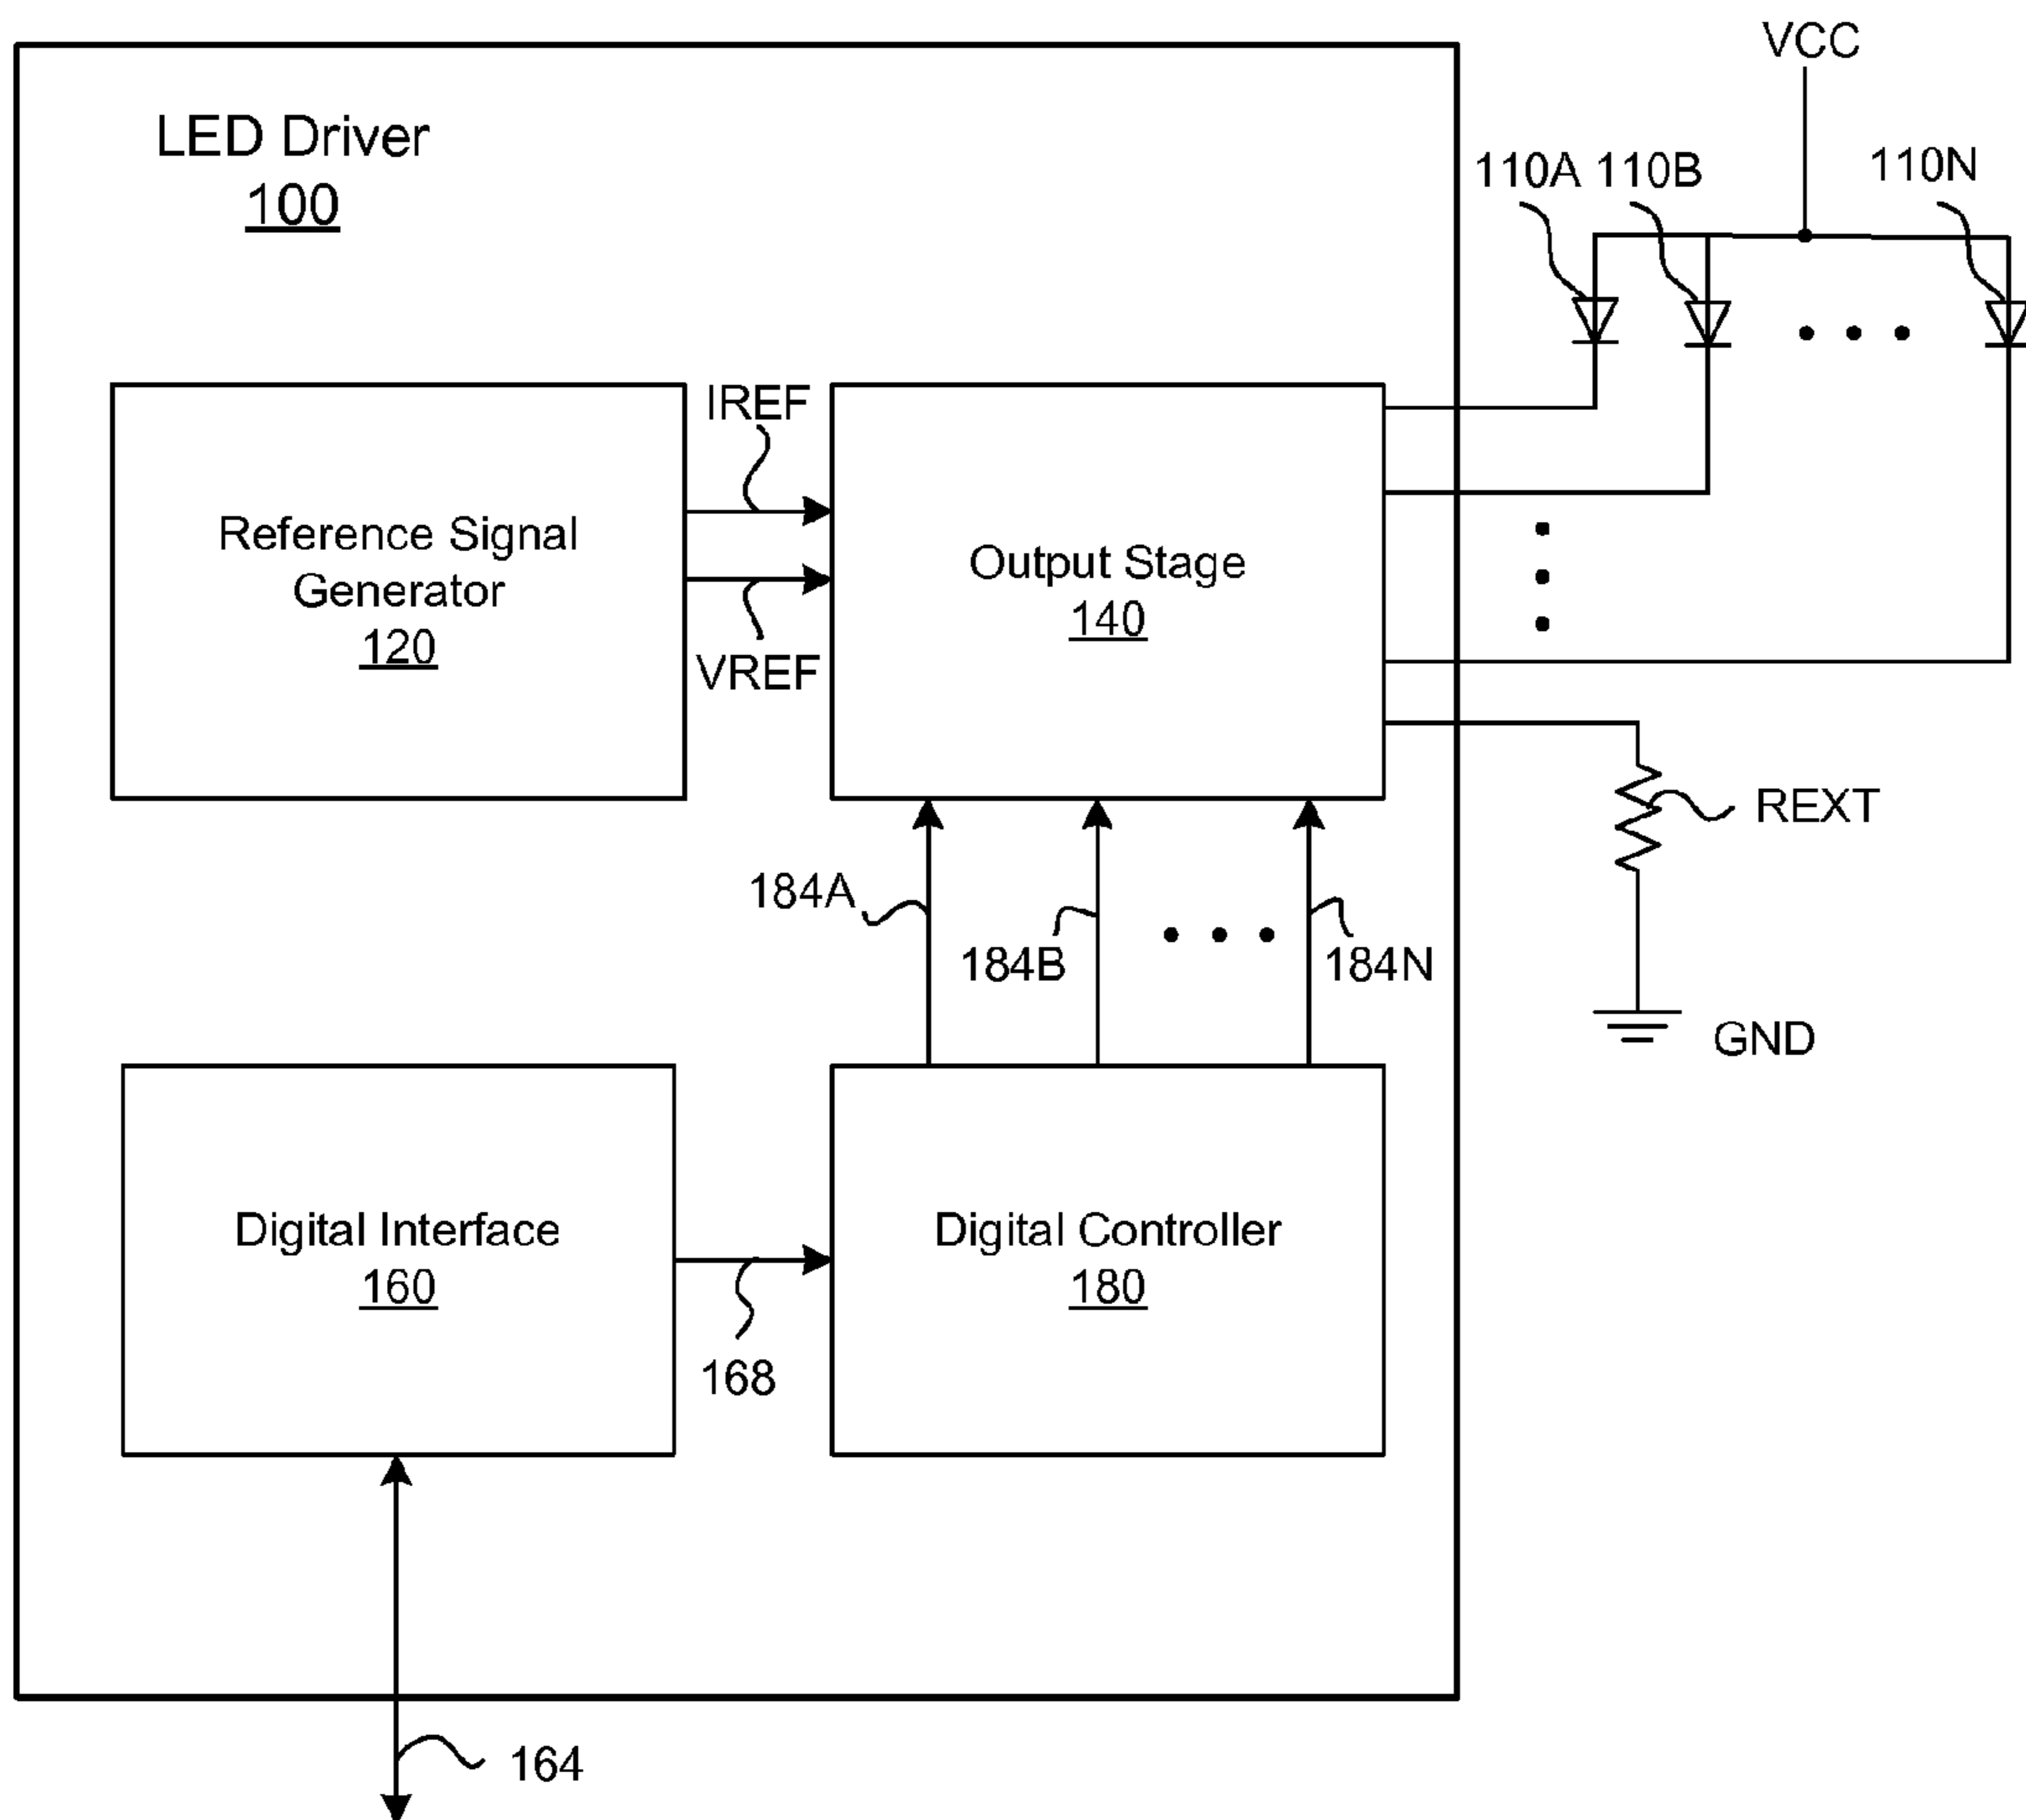 VCC
LED Driver
100
110A 110B
110N
IREF
Reference Signal
Generator
120
Output Stage
140
VREF
REXT
184A
184B
184N
GND
Digital Interface
160
Digital Controller
180
168
164